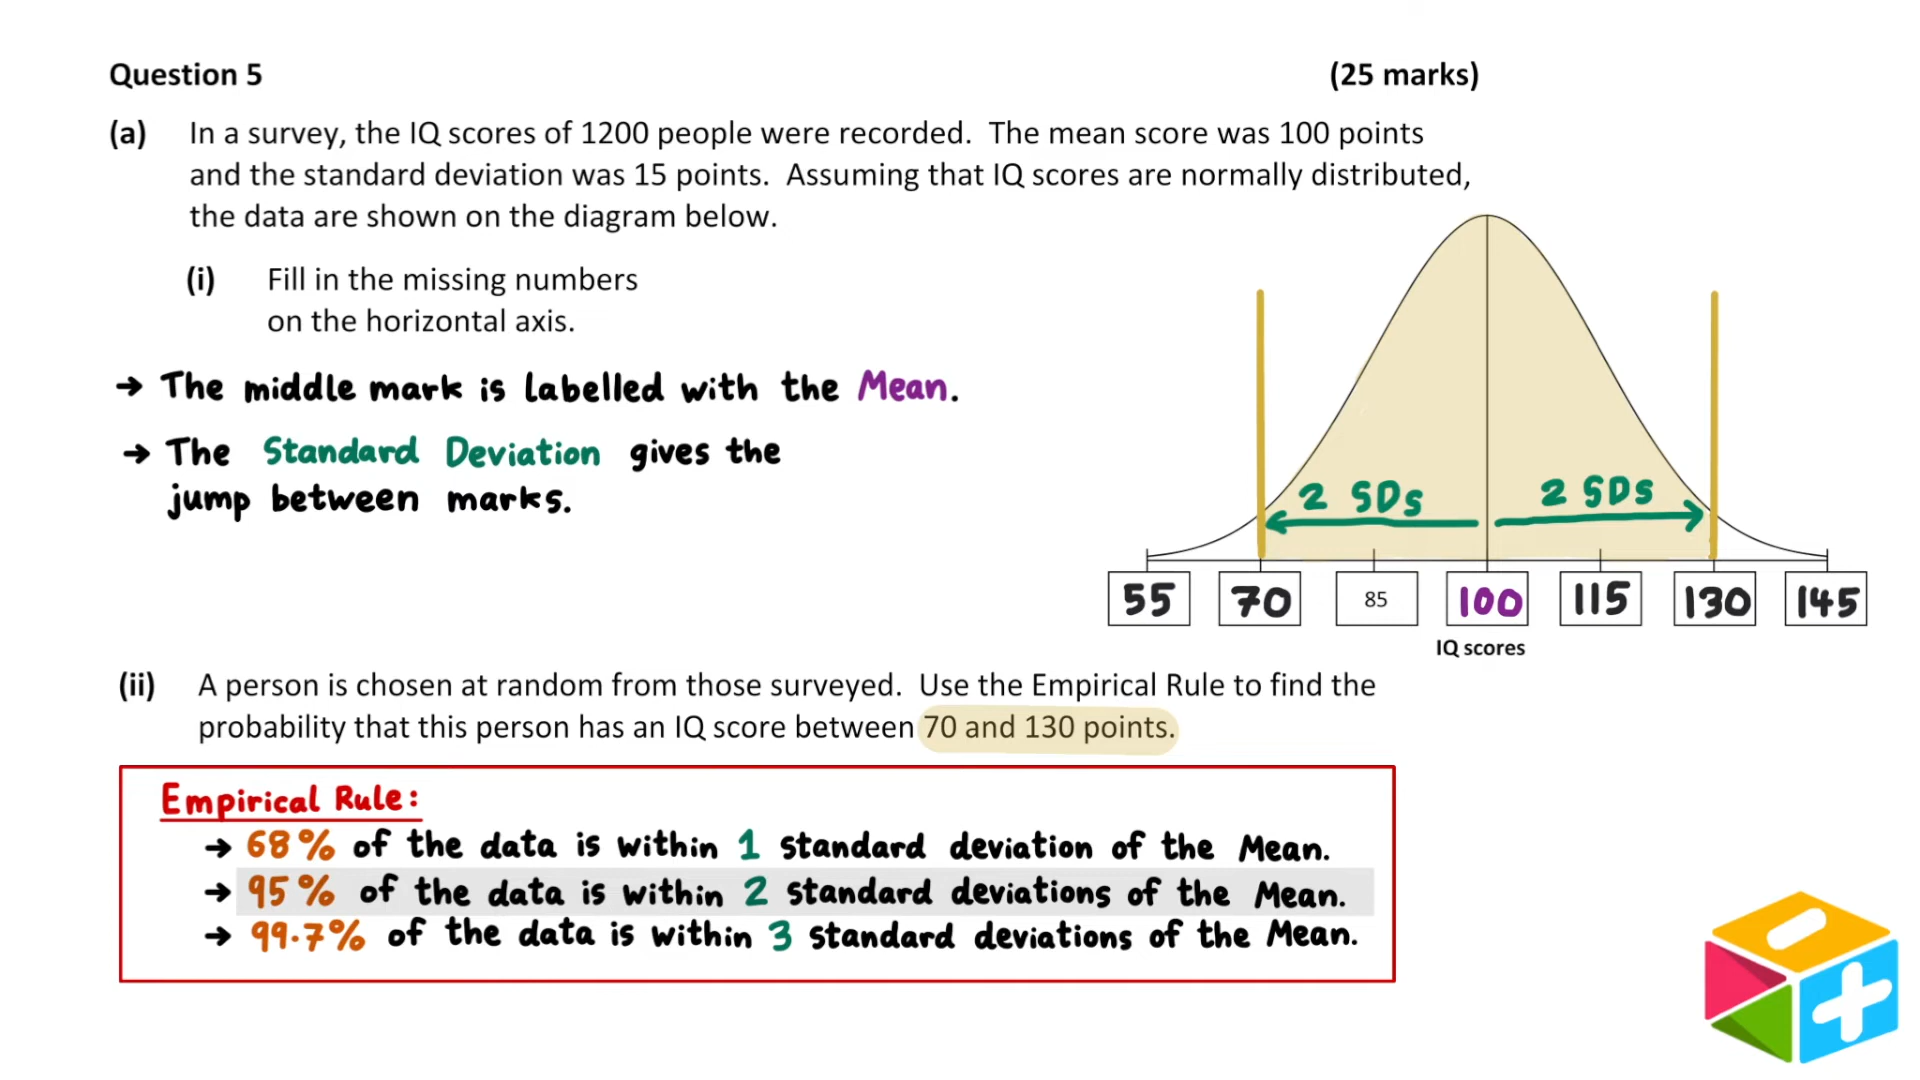 Question 5 (25 marks)
(a) In a survey, the IQ scores of 1200 people were recorded. The mean score was 100 points
and the standard deviation was 15 points. Assuming that IQ scores are normally distributed,
the data are shown on the diagram below.
(i) Fill in the missing numbers
on the horizontal axis.
→ The middle mark is labelled with the Mean.
→ The Standard Deviation gives the
jump between marks.
2 SDs 2 SDs
55 70 85 100 115 130 145
IQ scores
(ii) A person is chosen at random from those surveyed. Use the Empirical Rule to find the
probability that this person has an IQ score between 70 and 130 points.
Empirical Rule:
→ 68% of the data is within 1 standard deviation of the Mean.
→ 95% of the data is within 2 standard deviations of the Mean.
→ 99.7% of the data is within 3 standard deviations of the Mean.